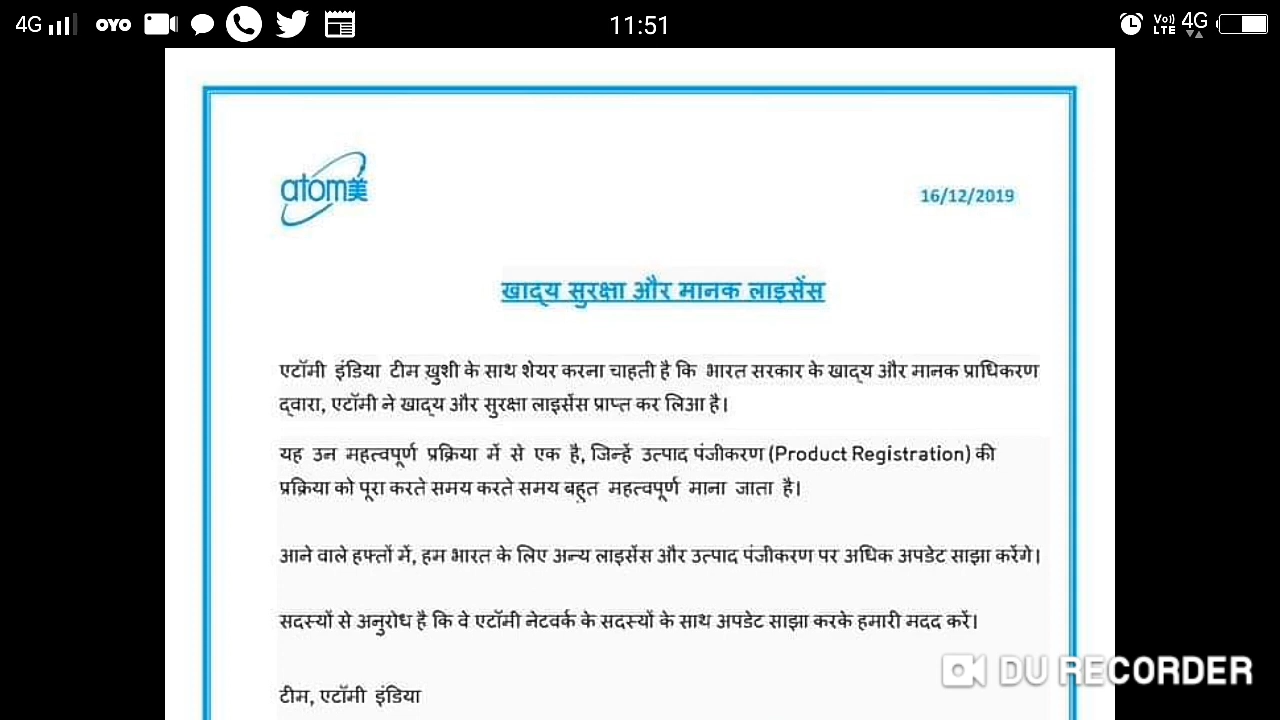 4G OYO 11:51 Vo)) LTE 4G
atom美
16/12/2019
खाद्य सुरक्षा और मानक लाइसेंस
एटॉमी इंडिया टीम खुशी के साथ शेयर करना चाहती है कि भारत सरकार के खाद्य और मानक प्राधिकरण
द्वारा, एटॉमी ने खाद्य और सुरक्षा लाइसेंस प्राप्त कर लिआ है।
यह उन महत्वपूर्ण प्रक्रिया में से एक है, जिन्हें उत्पाद पंजीकरण (Product Registration) की
प्रक्रिया को पूरा करते समय करते समय बहुत महत्वपूर्ण माना जाता है।
आने वाले हफ्तों में, हम भारत के लिए अन्य लाइसेंस और उत्पाद पंजीकरण पर अधिक अपडेट साझा करेंगे।
सदस्यों से अनुरोध है कि वे एटॉमी नेटवर्क के सदस्यों के साथ अपडेट साझा करके हमारी मदद करें।
DU RECORDER
टीम, एटॉमी इंडिया